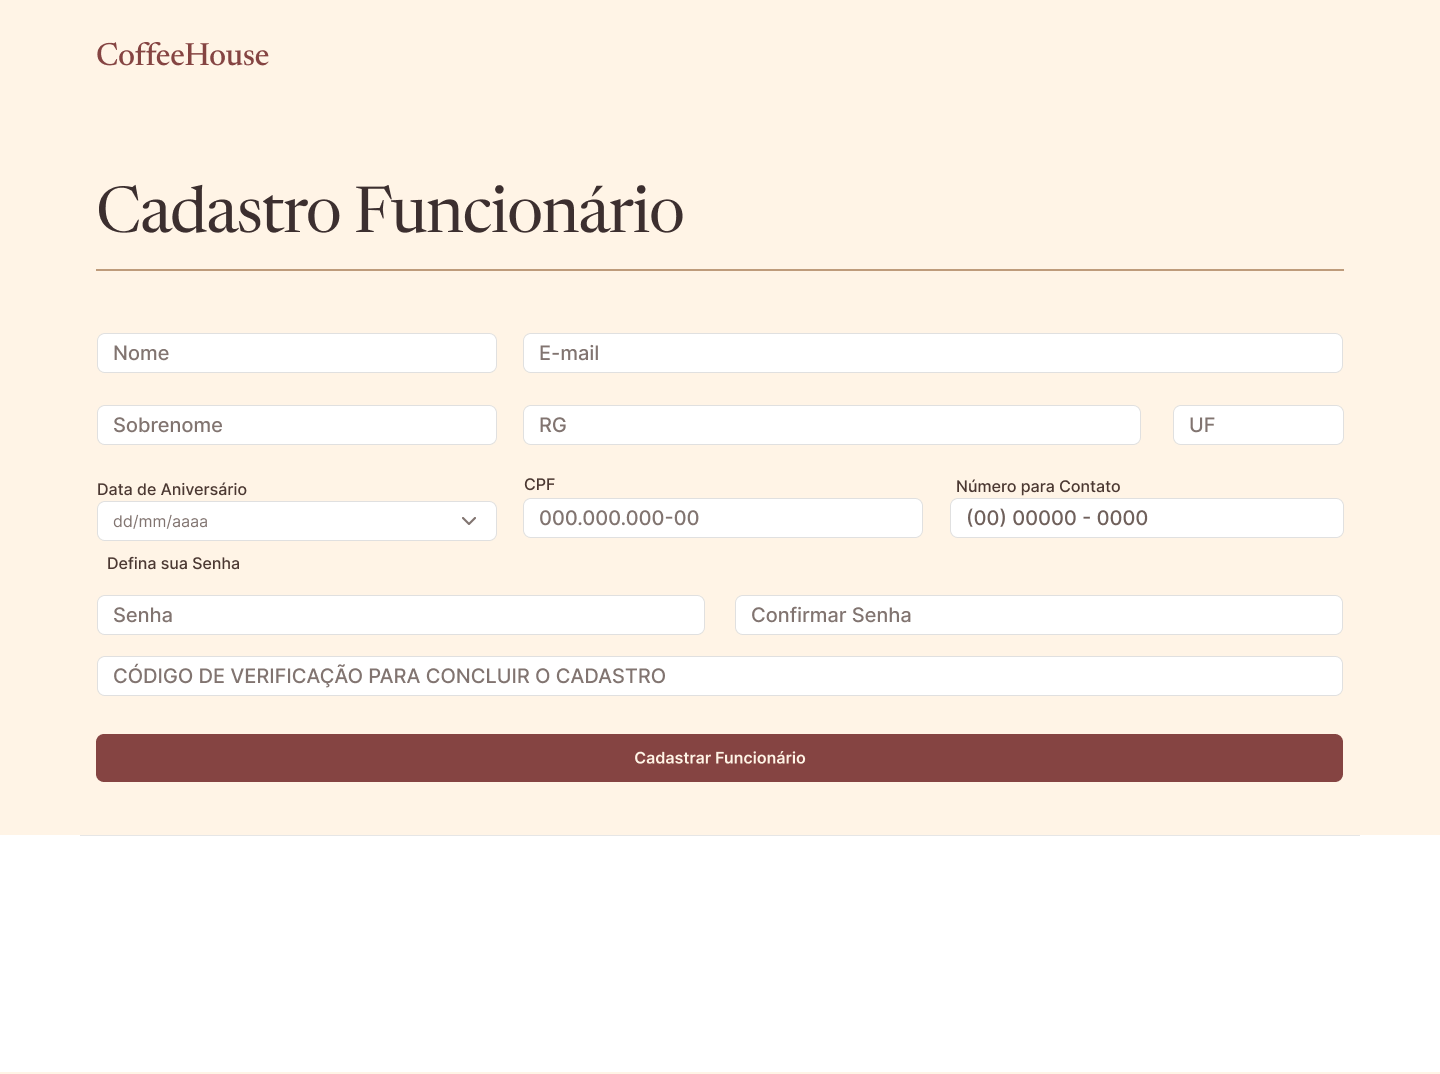 CoffeeHouse
Cadastro Funcionário
Nome
E-mail
Sobrenome
RG
UF
Data de Aniversário
CPF
Número para Contato
dd/mm/aaaa
000.000.000-00
(00) 00000 - 0000
Defina sua Senha
Senha
Confirmar Senha
CÓDIGO DE VERIFICAÇÃO PARA CONCLUIR O CADASTRO
Cadastrar Funcionário